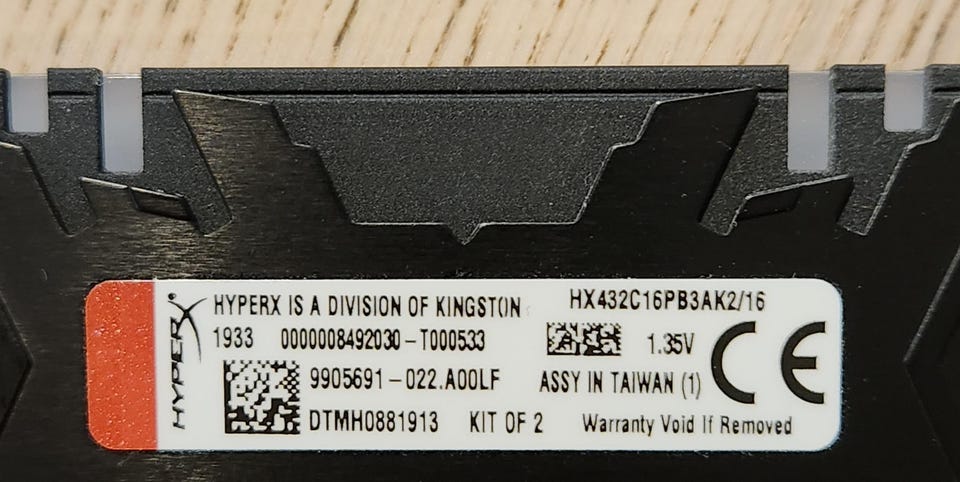 HYPERX
HYPERX IS A DIVISION OF KINGSTON
HX432C16PB3AK2/16
1933 0000008492030-T000533
1.35V
CE
9905691-022.A00LF
ASSY IN TAIWAN (1)
DTMH0881913 KIT OF 2
Warranty Void If Removed